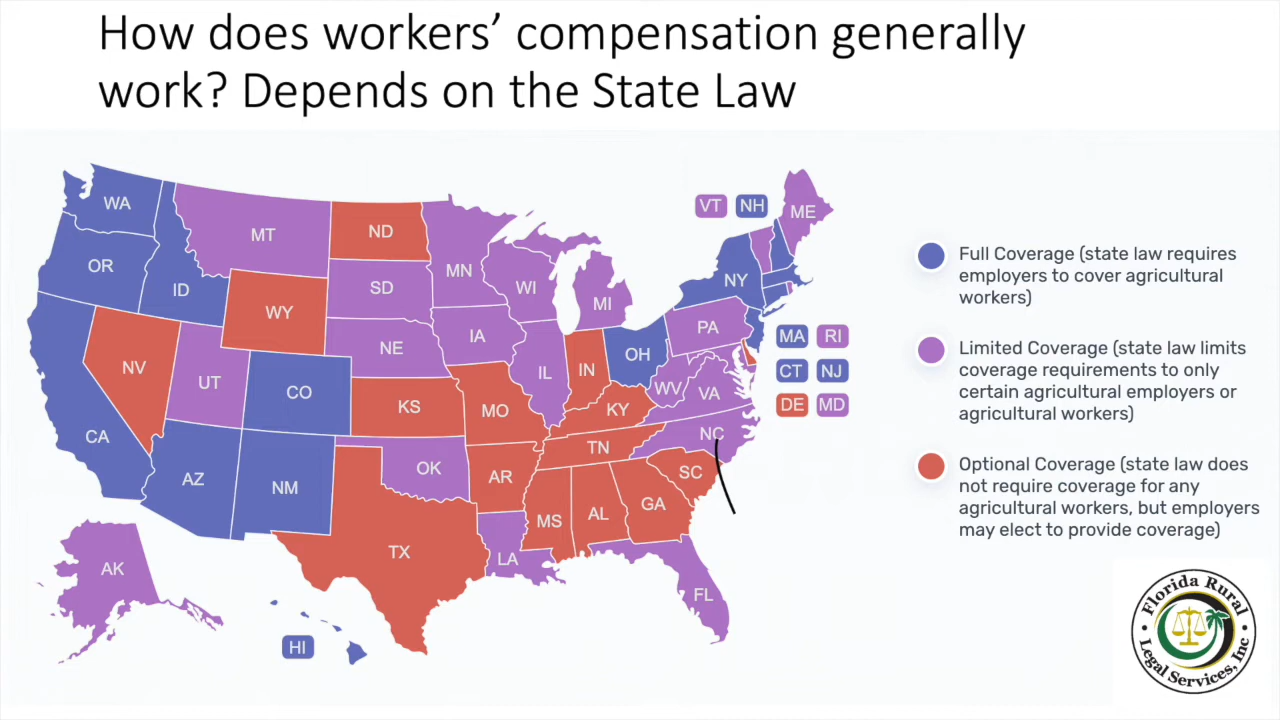 How does workers’ compensation generally
work? Depends on the State Law
WA
OR
CA
ID
NV
MT
WY
UT
AZ
CO
NM
ND
SD
NE
KS
OK
TX
MN
IA
MO
AR
LA
WI
IL
MS
MI
IN
KY
TN
AL
OH
WV
VA
NC
SC
GA
FL
PA
NY
VT
NH
ME
MA
RI
CT
NJ
DE
MD
AK
HI
Full Coverage (state law requires
employers to cover agricultural
workers)
Limited Coverage (state law limits
coverage requirements to only
certain agricultural employers or
agricultural workers)
Optional Coverage (state law does
not require coverage for any
agricultural workers, but employers
may elect to provide coverage)
Florida Rural
Legal Services, Inc